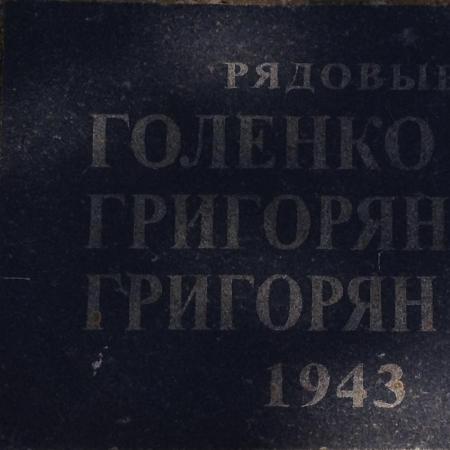 РЯДОВЫЕ
ГОЛЕНКО
ГРИГОРЯН
ГРИГОРЯН
1943